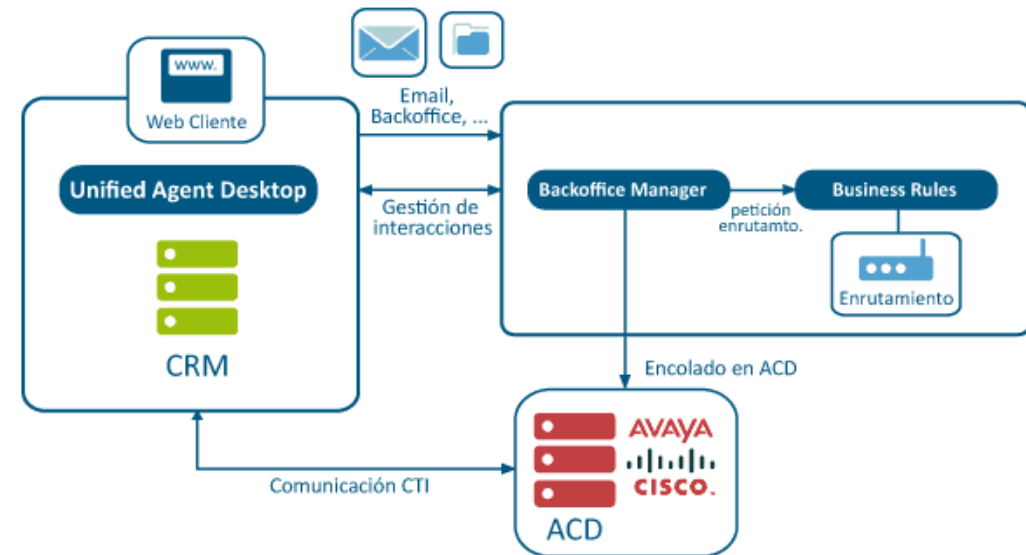 www.
Web Cliente
Unified Agent Desktop
CRM
Email,
Backoffice, ...
Gestión de
interacciones
Backoffice Manager
petición
enrutamto.
Business Rules
Enrutamiento
Encolado en ACD
Comunicación CTI
AVAYA
CISCO.
ACD